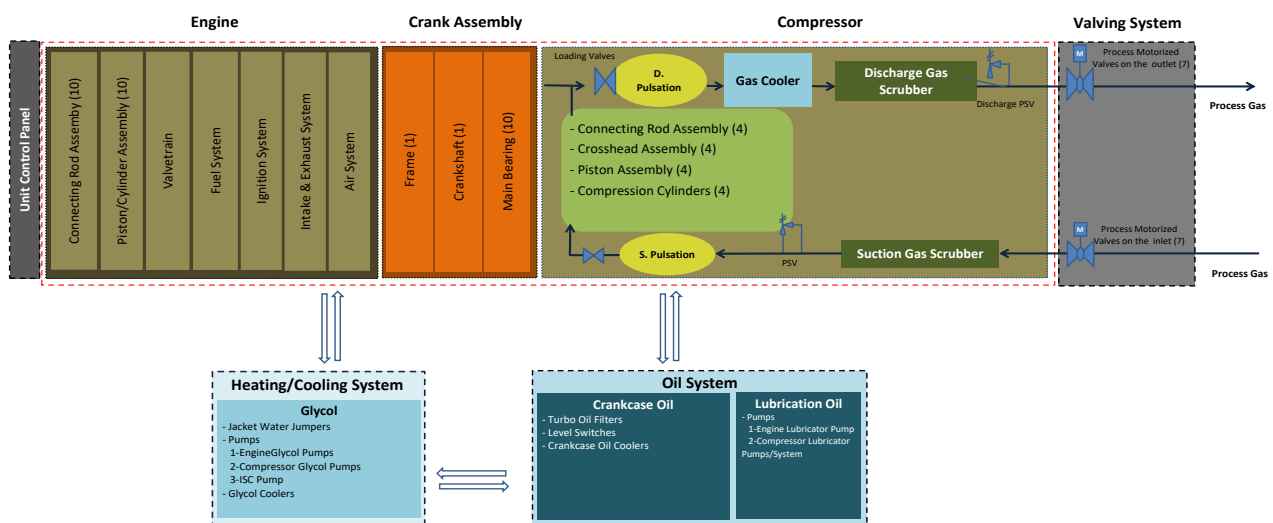 Engine
Crank Assembly
Compressor
Valving System
Unit Control Panel
Connecting Rod Assemby (10)
Piston/Cylinder Assembly (10)
Valvetrain
Fuel System
Ignition System
Intake & Exhaust System
Air System
Frame (1)
Crankshaft (1)
Main Bearing (10)
Loading Valves
D.
Pulsation
Gas Cooler
Discharge Gas
Scrubber
Discharge PSV
M
Process Motorized
Valves on the outlet (7)
Process Gas
- Connecting Rod Assembly (4)
- Crosshead Assembly (4)
- Piston Assembly (4)
- Compression Cylinders (4)
S. Pulsation
PSV
Suction Gas Scrubber
M
Process Motorized
Valves on the inlet (7)
Process Gas
Heating/Cooling System
Glycol
- Jacket Water Jumpers
- Pumps
1-EngineGlycol Pumps
2-Compressor Glycol Pumps
3-ISC Pump
- Glycol Coolers
Oil System
Crankcase Oil
- Turbo Oil Filters
- Level Switches
- Crankcase Oil Coolers
Lubrication Oil
- Pumps
1-Engine Lubricator Pump
2-Compressor Lubricator
Pumps/System